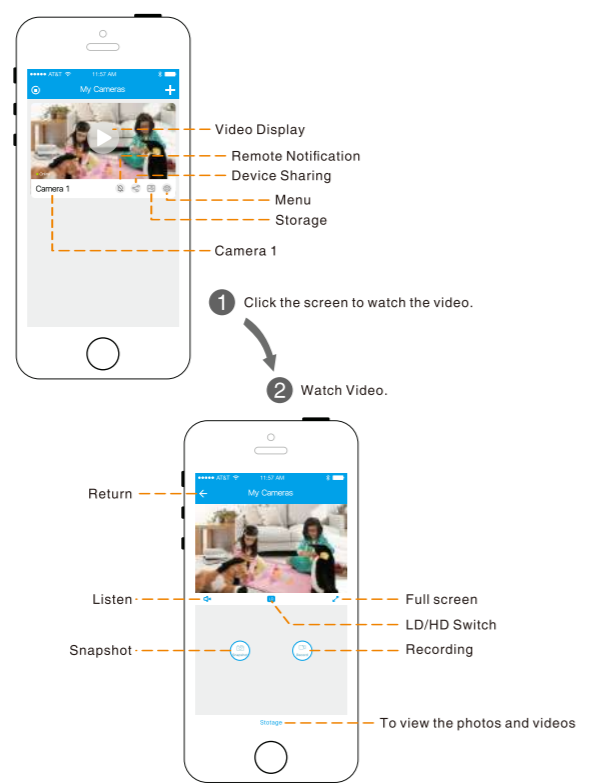 AT&T 11:57 AM
My Cameras
Video Display
Remote Notification
Device Sharing
Camera 1
Menu
Storage
Camera 1
1 Click the screen to watch the video.
2 Watch Video.
AT&T 11:57 AM
Return
My Cameras
Listen
Full screen
LD/HD Switch
Snapshot
Recording
Storage
To view the photos and videos